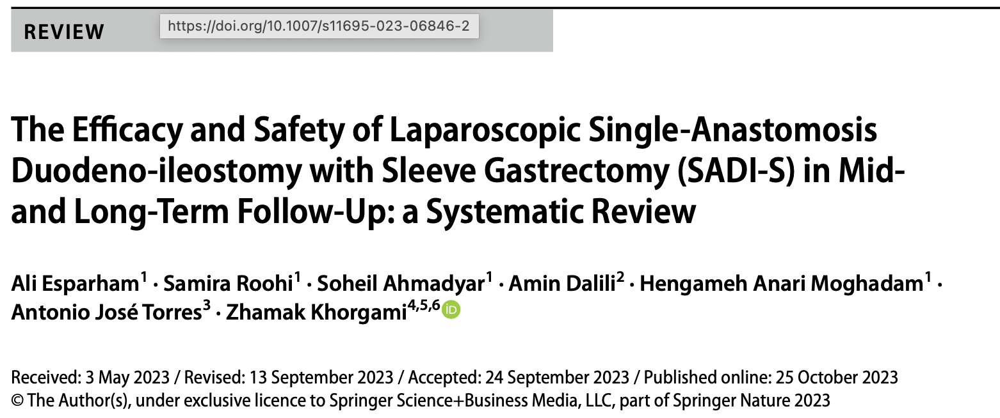 REVIEW
https://doi.org/10.1007/s11695-023-06846-2
The Efficacy and Safety of Laparoscopic Single-Anastomosis
Duodeno-ileostomy with Sleeve Gastrectomy (SADI-S) in Mid-
and Long-Term Follow-Up: a Systematic Review
Ali Esparham1 · Samira Roohi1 · Soheil Ahmadyar1 · Amin Dalili2 · Hengameh Anari Moghadam1 ·
Antonio José Torres3 · Zhamak Khorgami4,5,6 iD
Received: 3 May 2023 / Revised: 13 September 2023 / Accepted: 24 September 2023 / Published online: 25 October 2023
© The Author(s), under exclusive licence to Springer Science+Business Media, LLC, part of Springer Nature 2023